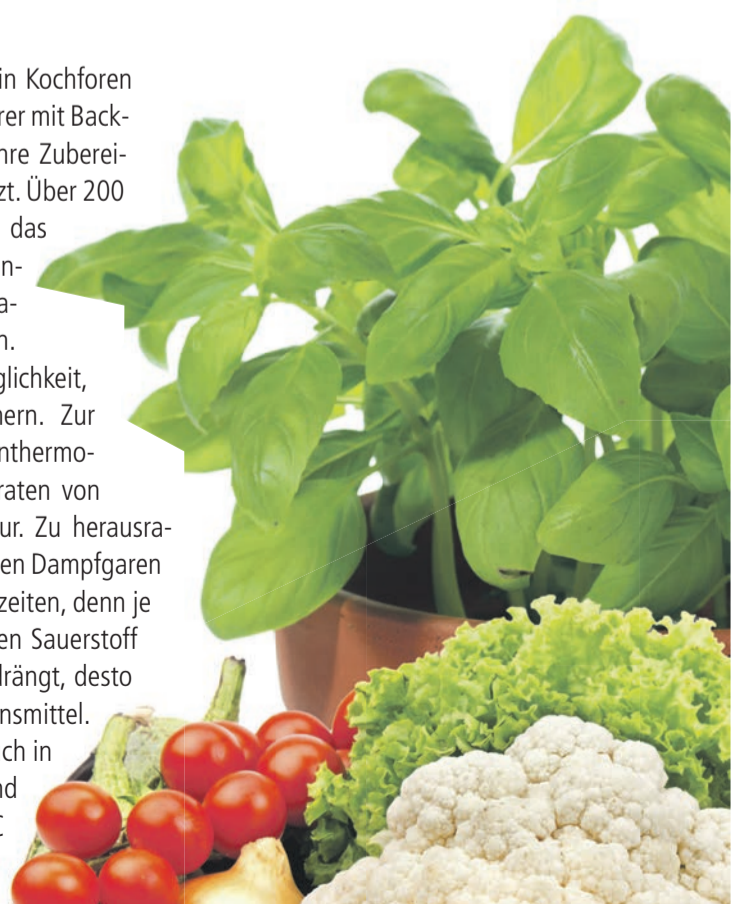 in Kochforen
rer mit Back-
hre Zuberei-
zt. Über 200
das
n-
a-
n.
glichkeit,
nern. Zur
nthermo-
raten von
ur. Zu herausra-
en Dampfgaren
zeiten, denn je
en Sauerstoff
drängt, desto
nsmittel.
ch in
nd
C